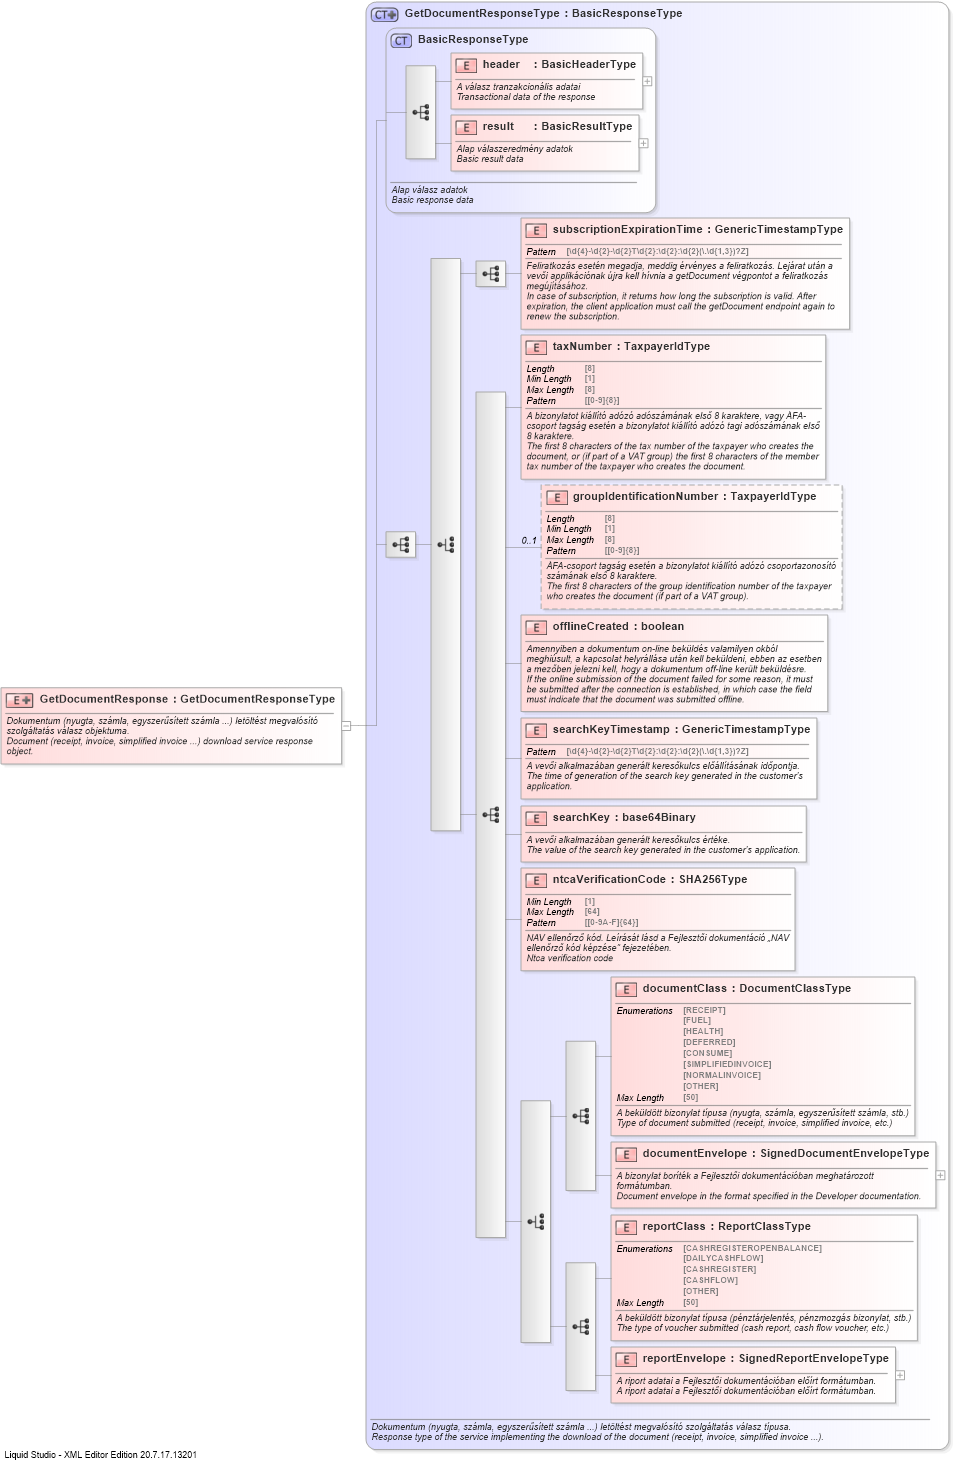 CT GetDocumentResponseType : BasicResponseType
CT BasicResponseType
E header : BasicHeaderType
A válasz tranzakcionális adatai
Transactional data of the response
E result : BasicResultType
Alap válaszeredmény adatok
Basic result data
Alap válasz adatok
Basic response data
E subscriptionExpirationTime : GenericTimestampType
Pattern [\d{4}-\d{2}-\d{2}T\d{2}:\d{2}:\d{2}(\.\d{1,3})?Z]
Feliratkozás esetén megadja, meddig érvényes a feliratkozás. Lejárat után a
vevői applikációnak újra kell hívnia a getDocument végpontot a feliratkozás
megújításához.
In case of subscription, it returns how long the subscription is valid. After
expiration, the client application must call the getDocument endpoint again to
renew the subscription.
E taxNumber : TaxpayerIdType
Length [8]
Min Length [1]
Max Length [8]
Pattern [[0-9]{8}]
A bizonylatot kiállító adózó adószámának első 8 karaktere, vagy ÁFA-
csoport tagság esetén a bizonylatot kiállító adózó tagi adószámának első
8 karaktere.
The first 8 characters of the tax number of the taxpayer who creates the
document, or (if part of a VAT group) the first 8 characters of the member
tax number of the taxpayer who creates the document.
E groupIdentificationNumber : TaxpayerIdType
0..1
Length [8]
Min Length [1]
Max Length [8]
Pattern [[0-9]{8}]
ÁFA-csoport tagság esetén a bizonylatot kiállító adózó csoportazonosító
számának első 8 karaktere.
The first 8 characters of the group identification number of the taxpayer
who creates the document (if part of a VAT group).
E offlineCreated : boolean
Amennyiben a dokumentum on-line beküldés valamilyen okból
meghiúsult, a kapcsolat helyrállása után kell beküldeni, ebben az esetben
a mezőben jelezni kell, hogy a dokumentum off-line került beküldésre.
If the online submission of the document failed for some reason, it must
be submitted after the connection is established, in which case the field
must indicate that the document was submitted offline.
E GetDocumentResponse : GetDocumentResponseType
Dokumentum (nyugta, számla, egyszerűsített számla ...) letöltést megvalósító
szolgáltatás válasz objektuma.
Document (receipt, invoice, simplified invoice ...) download service response
object.
E searchKeyTimestamp : GenericTimestampType
Pattern [\d{4}-\d{2}-\d{2}T\d{2}:\d{2}:\d{2}(\.\d{1,3})?Z]
A vevői alkalmazában generált keresőkulcs előállításának időpontja.
The time of generation of the search key generated in the customer's
application.
E searchKey : base64Binary
A vevői alkalmazában generált keresőkulcs értéke.
The value of the search key generated in the customer's application.
E ntcaVerificationCode : SHA256Type
Min Length [1]
Max Length [64]
Pattern [[0-9A-F]{64}]
NAV ellenőrző kód. Leírását lásd a Fejlesztői dokumentáció „NAV
ellenőrző kód képzése” fejezetében.
Ntca verification code
E documentClass : DocumentClassType
Enumerations [RECEIPT]
[FUEL]
[HEALTH]
[DEFERRED]
[CONSUME]
[SIMPLIFIEDINVOICE]
[NORMALINVOICE]
[OTHER]
Max Length [50]
A beküldött bizonylat típusa (nyugta, számla, egyszerűsített számla, stb.)
Type of document submitted (receipt, invoice, simplified invoice, etc.)
E documentEnvelope : SignedDocumentEnvelopeType
A bizonylat boríték a Fejlesztői dokumentációban meghatározott
formátumban.
Document envelope in the format specified in the Developer documentation.
E reportClass : ReportClassType
Enumerations [CASHREGISTEROPENBALANCE]
[DAILYCASHFLOW]
[CASHREGISTER]
[CASHFLOW]
[OTHER]
Max Length [50]
A beküldött bizonylat típusa (pénztárjelentés, pénzmozgás bizonylat, stb.)
The type of voucher submitted (cash report, cash flow voucher, etc.)
E reportEnvelope : SignedReportEnvelopeType
A riport adatai a Fejlesztői dokumentációban előírt formátumban.
A riport adatai a Fejlesztői dokumentációban előírt formátumban.
Dokumentum (nyugta, számla, egyszerűsített számla ...) letöltést megvalósító szolgáltatás válasz típusa.
Response type of the service implementing the download of the document (receipt, invoice, simplified invoice ...).
Liquid Studio - XML Editor Edition 20.7.17.13201